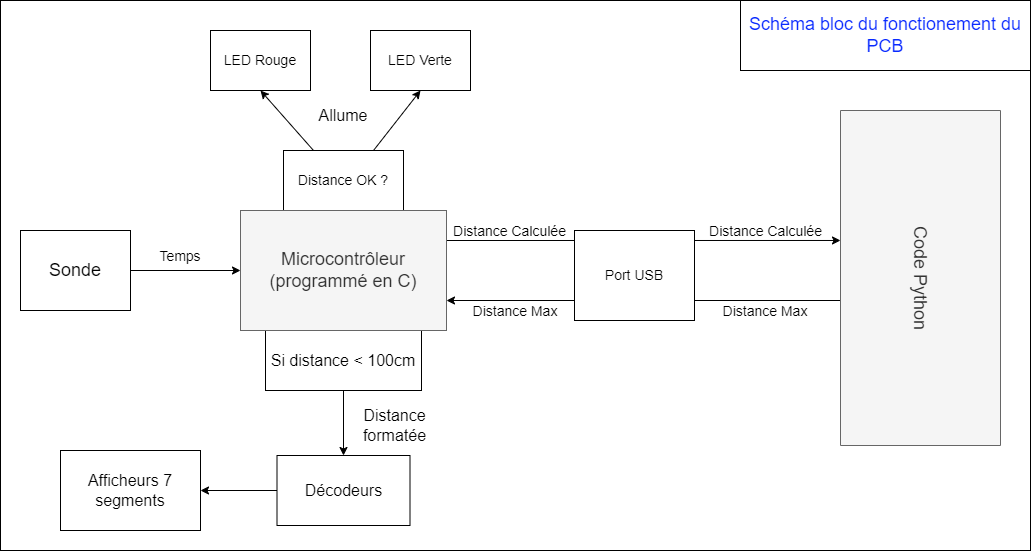 Schéma bloc du fonctionement du
PCB
LED Rouge
LED Verte
Allume
Distance OK ?
Sonde
Temps
Microcontrôleur
(programmé en C)
Distance Calculée
Distance Max
Port USB
Distance Calculée
Distance Max
Code Python
Si distance < 100cm
Distance
formatée
Afficheurs 7
segments
Décodeurs